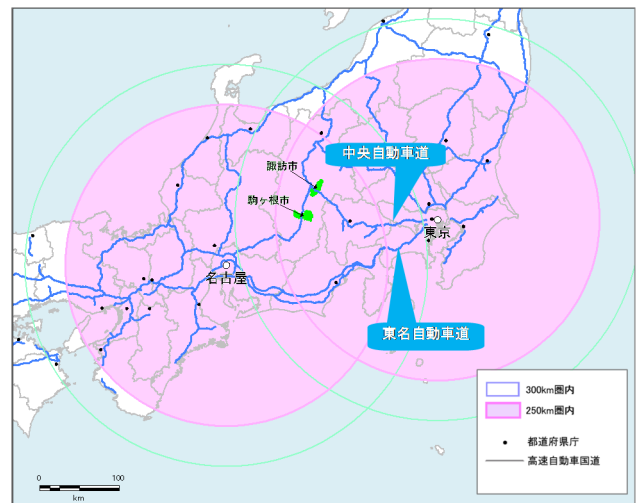 中央自動車道
諏訪市
駒ヶ根市
東京
名古屋
東名自動車道
300km圏内
250km圏内
都道府県庁
高速自動車国道
0 100
km